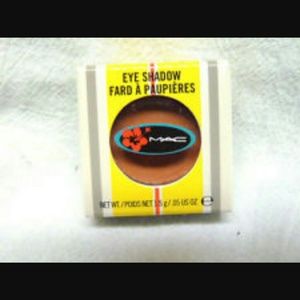 EYE SHADOW
FARD À PAUPIÈRES
MAC
NET WT./POIDS NET 1.5 g/.05 US OZ. e